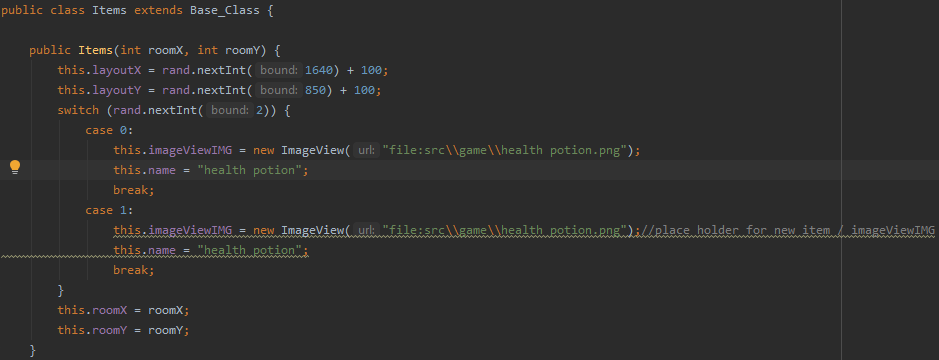 public class Items extends Base_Class {
public Items(int roomX, int roomY) {
this.layoutX = rand.nextInt( bound: 1640) + 100;
this.layoutY = rand.nextInt( bound: 850) + 100;
switch (rand.nextInt( bound: 2)) {
case 0:
this.imageViewIMG = new ImageView( url: "file:src\\game\\health potion.png");
this.name = "health potion";
break;
case 1:
this.imageViewIMG = new ImageView( url: "file:src\\game\\health potion.png");//place holder for new item / imageViewIMG
this.name = "health potion";
break;
}
this.roomX = roomX;
this.roomY = roomY;
}